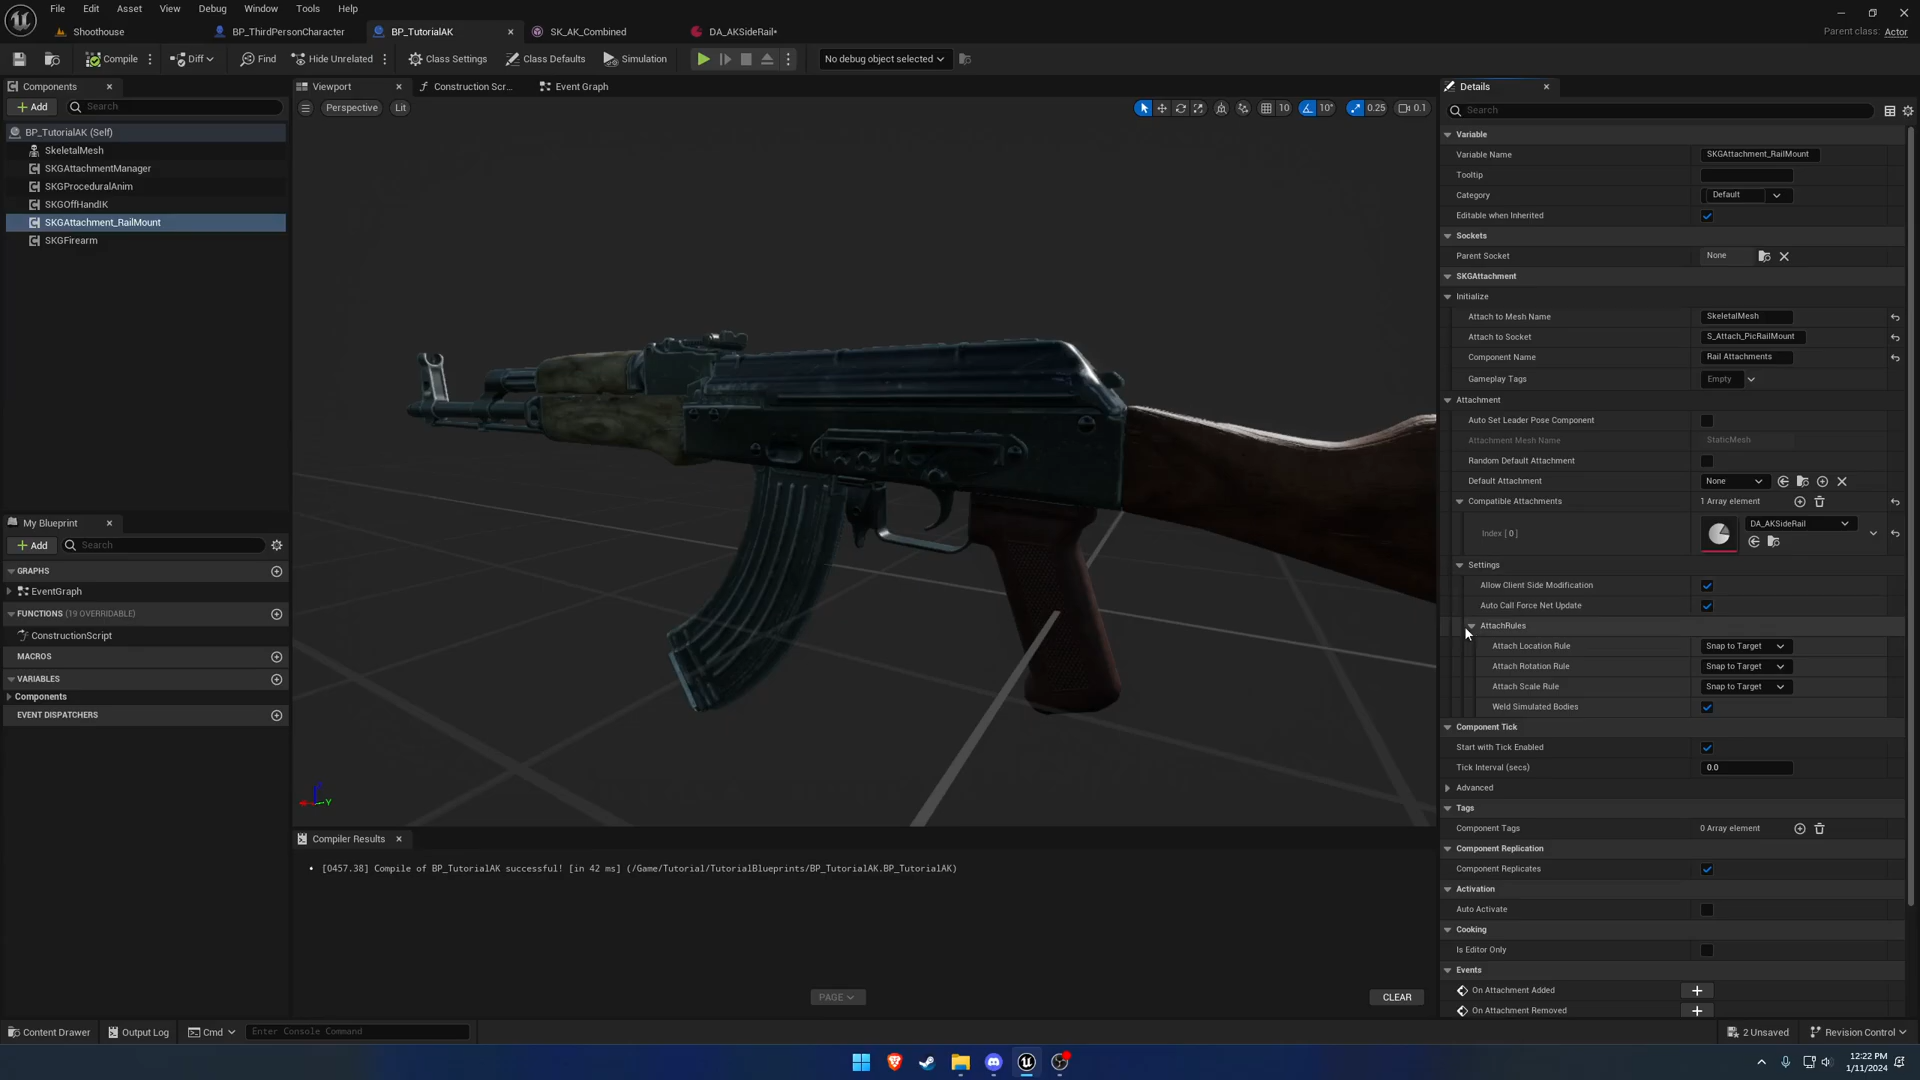 File Edit Asset View Window Tools Help
Shoothouse BP_ThirdPersonCharacter BP_TutorialAK SK_AK_Combined DA_AKSideRail*
Parent class: Actor
Compile Diff Find Hide Unrelated Class Settings Class Defaults Simulation No debug object selected
Components
Add Search
BP_TutorialAK (Self)
SkeletalMesh
SKGAttachmentManager
SKGProceduralAnim
SKGOffHandIK
SKGAttachment_RailMount
SKGFirearm
My Blueprint
Add Search
GRAPHS
EventGraph
FUNCTIONS (19 OVERRIDABLE)
ConstructionScript
MACROS
VARIABLES
Components
EVENT DISPATCHERS
Viewport Construction Scr... Event Graph
Perspective Lit
10 10° 0.25 0.1
Y
Compiler Results
[0457.38] Compile of BP_TutorialAK successful! [in 42 ms] (/Game/Tutorial/TutorialBlueprints/BP_TutorialAK.BP_TutorialAK)
PAGE CLEAR
Details
Search
Variable
Variable Name SKGAttachment_RailMount
Tooltip
Category Default
Editable when Inherited
Sockets
Parent Socket None
SKGAttachment
Initialize
Attach to Mesh Name SkeletalMesh
Attach to Socket S_Attach_PicRailMount
Component Name Rail Attachments
Gameplay Tags Empty
Attachment
Auto Set Leader Pose Component
Attachment Mesh Name StaticMesh
Random Default Attachment
Default Attachment None
Compatible Attachments 1 Array element
Index [ 0 ] DA_AKSideRail
Settings
Allow Client Side Modification
Auto Call Force Net Update
AttachRules
Attach Location Rule Snap to Target
Attach Rotation Rule Snap to Target
Attach Scale Rule Snap to Target
Weld Simulated Bodies
Component Tick
Start with Tick Enabled
Tick Interval (secs) 0.0
Advanced
Tags
Component Tags 0 Array element
Component Replication
Component Replicates
Activation
Auto Activate
Cooking
Is Editor Only
Events
On Attachment Added
On Attachment Removed
Content Drawer Output Log Cmd Enter Console Command 2 Unsaved Revision Control
12:22 PM
1/11/2024